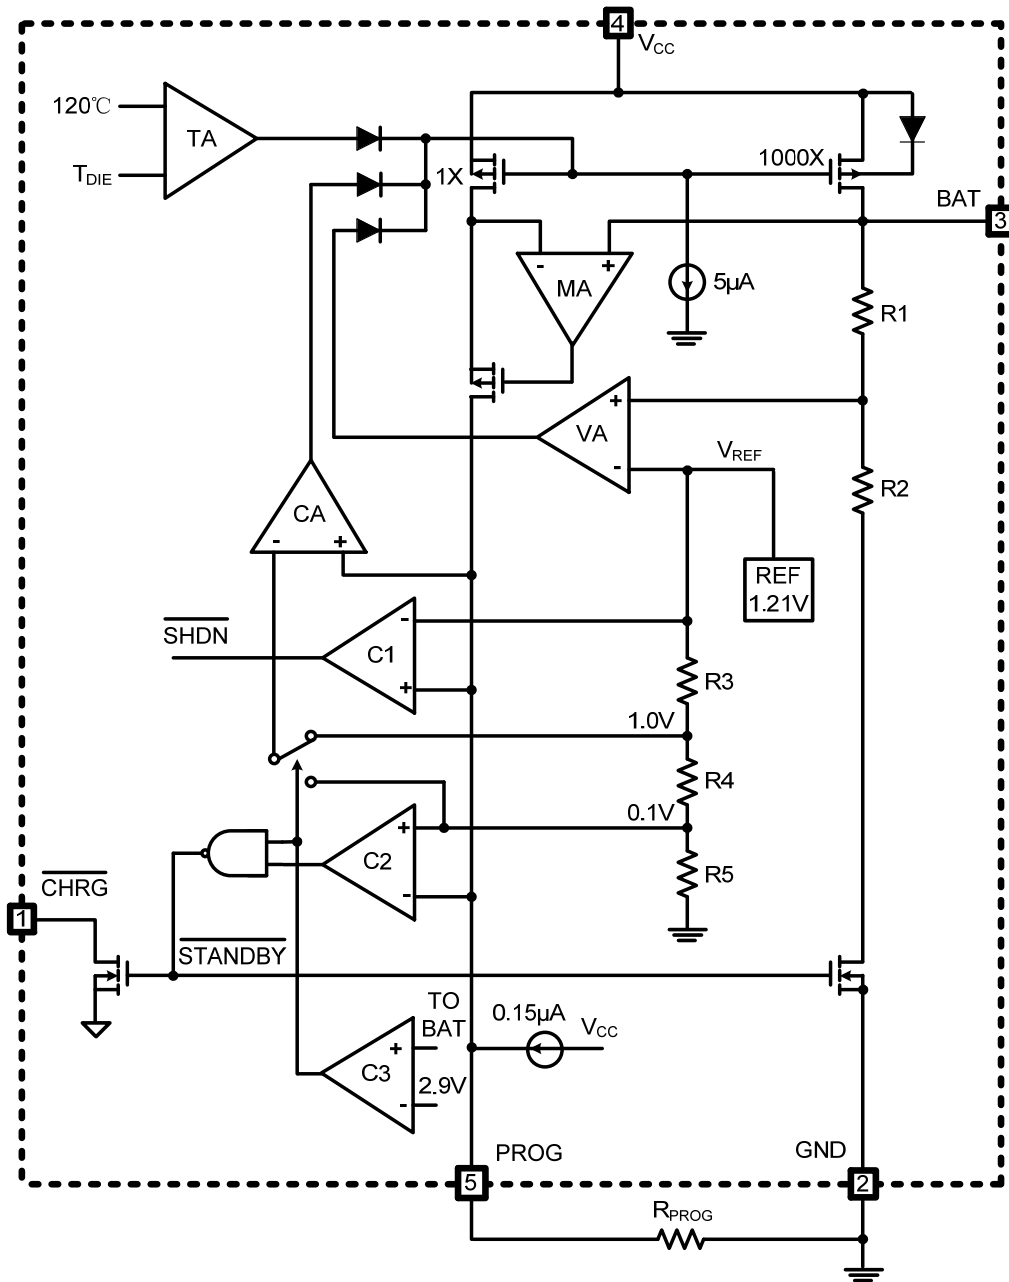 4
VCC
120℃
TA
TDIE
1X
1000X
BAT
3
- +
MA
5µA
R1
+
VA
-
VREF
R2
CA
- +
REF
1.21V
SHDN
-
C1
+
R3
1.0V
R4
0.1V
+
C2
-
R5
CHRG
1
STANDBY
TO
BAT
0.15µA
VCC
+
C3
2.9V
-
PROG
GND
5
2
RPROG